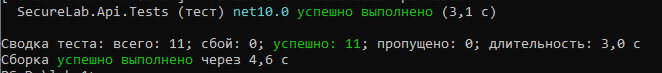 SecureLab.Api.Tests (тест) net10.0 успешно выполнено (3,1 с)
Сводка теста: всего: 11; сбой: 0; успешно: 11; пропущено: 0; длительность: 3,0 с
Сборка успешно выполнено через 4,6 с